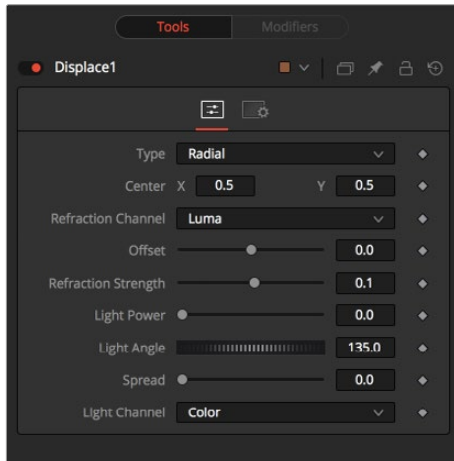 Tools Modifiers
Displace1
Type Radial
Center X 0.5 Y 0.5
Refraction Channel Luma
Offset 0.0
Refraction Strength 0.1
Light Power 0.0
Light Angle 135.0
Spread 0.0
Light Channel Color